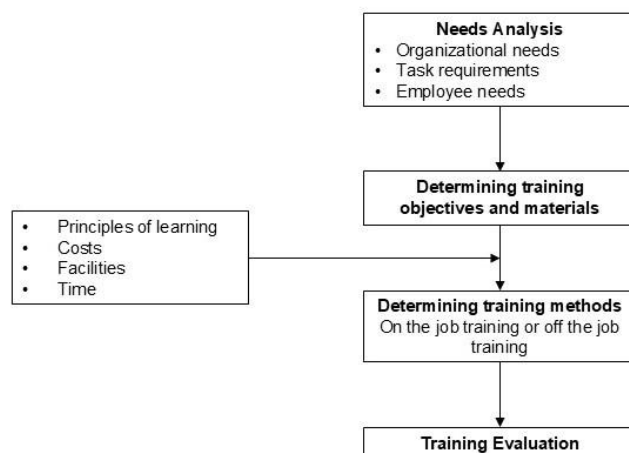 Needs Analysis
• Organizational needs
• Task requirements
• Employee needs
Determining training
objectives and materials
• Principles of learning
• Costs
• Facilities
• Time
Determining training methods
On the job training or off the job
training
Training Evaluation